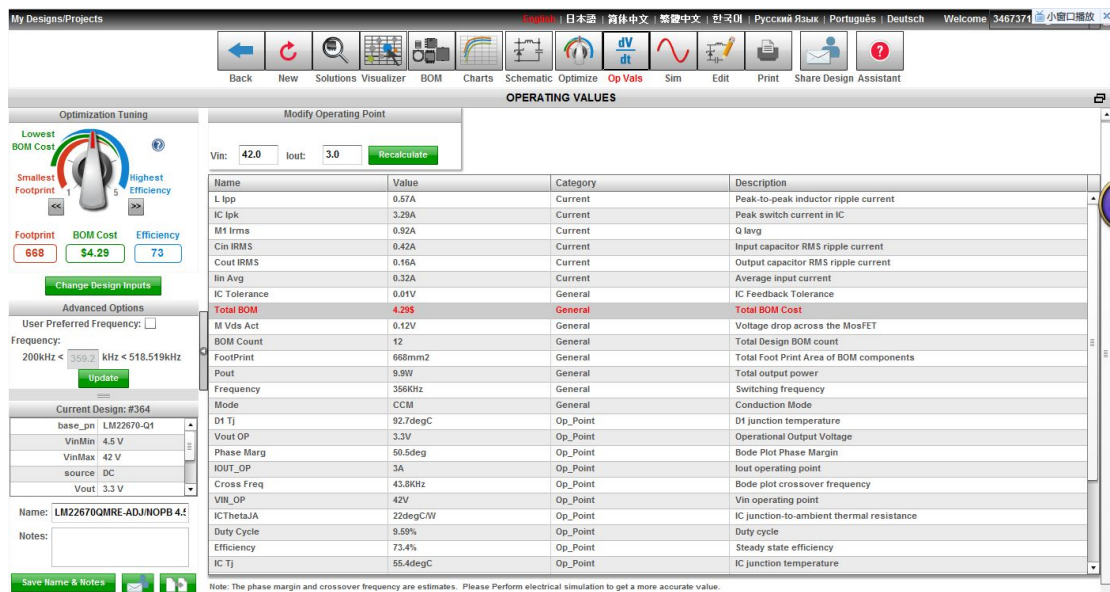 My Designs/Projects
English | 日本語 | 简体中文 | 繁體中文 | 한국어 | Русский Язык | Português | Deutsch Welcome 3467371 小窗口播放 ×
Back New Solutions Visualizer BOM Charts Schematic Optimize Op Vals Sim Edit Print Share Design Assistant
dV
dt
OPERATING VALUES
Optimization Tuning
Lowest
BOM Cost
Smallest
Footprint
Highest
Efficiency
1 5
<< >>
Footprint BOM Cost Efficiency
668 $4.29 73
Change Design Inputs
Advanced Options
User Preferred Frequency:
Frequency:
200kHz < 359.2 kHz < 518.519kHz
Update
Current Design: #364
base_pn LM22670-Q1
VinMin 4.5 V
VinMax 42 V
source DC
Vout 3.3 V
Name: LM22670QMRE-ADJ/NOPB 4.5
Notes:
Save Name & Notes
Modify Operating Point
Vin: 42.0 Iout: 3.0 Recalculate
Name Value Category Description
L Ipp 0.57A Current Peak-to-peak inductor ripple current
IC Ipk 3.29A Current Peak switch current in IC
M1 Irms 0.92A Current Q Iavg
Cin IRMS 0.42A Current Input capacitor RMS ripple current
Cout IRMS 0.16A Current Output capacitor RMS ripple current
Iin Avg 0.32A Current Average input current
IC Tolerance 0.01V General IC Feedback Tolerance
Total BOM 4.29$ General Total BOM Cost
M Vds Act 0.12V General Voltage drop across the MosFET
BOM Count 12 General Total Design BOM count
FootPrint 668mm2 General Total Foot Print Area of BOM components
Pout 9.9W General Total output power
Frequency 356KHz General Switching frequency
Mode CCM General Conduction Mode
D1 Tj 92.7degC Op_Point D1 junction temperature
Vout OP 3.3V Op_Point Operational Output Voltage
Phase Marg 50.5deg Op_Point Bode Plot Phase Margin
IOUT_OP 3A Op_Point Iout operating point
Cross Freq 43.8KHz Op_Point Bode plot crossover frequency
VIN_OP 42V Op_Point Vin operating point
ICThetaJA 22degC/W Op_Point IC junction-to-ambient thermal resistance
Duty Cycle 9.59% Op_Point Duty cycle
Efficiency 73.4% Op_Point Steady state efficiency
IC Tj 55.4degC Op_Point IC junction temperature
Note: The phase margin and crossover frequency are estimates. Please Perform electrical simulation to get a more accurate value.